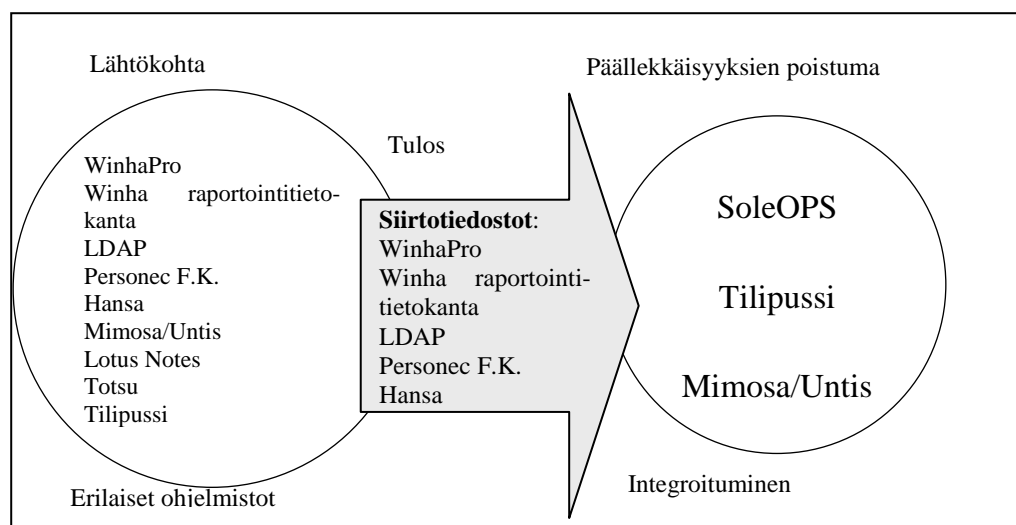 Lähtökohta
WinhaPro
Winha raportointitieto-
kanta
LDAP
Personec F.K.
Hansa
Mimosa/Untis
Lotus Notes
Totsu
Tilipussi
Erilaiset ohjelmistot
Tulos
Siirtotiedostot:
WinhaPro
Winha raportointi-
tietokanta
LDAP
Personec F.K.
Hansa
Päällekkäisyyksien poistuma
SoleOPS
Tilipussi
Mimosa/Untis
Integroituminen